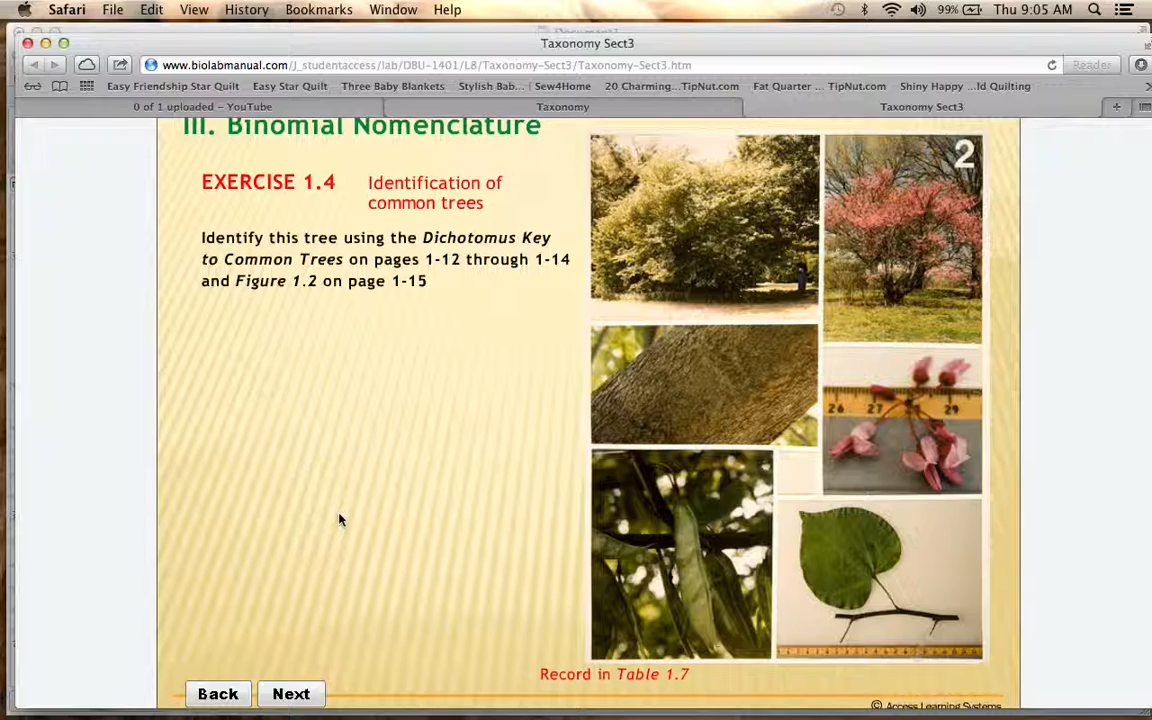 Safari File Edit View History Bookmarks Window Help 99% Thu 9:05 AM
Taxonomy Sect3
www.biolabmanual.com/J_studentaccess/lab/DBU-1401/L8/Taxonomy-Sect3/Taxonomy-Sect3.htm Reader
Easy Friendship Star Quilt Easy Star Quilt Three Baby Blankets Stylish Bab... | Sew4Home 20 Charming...TipNut.com Fat Quarter ... TipNut.com Shiny Happy ...ld Quilting
0 of 1 uploaded – YouTube Taxonomy Taxonomy Sect3
III. Binomial Nomenclature
2
EXERCISE 1.4 Identification of
common trees
Identify this tree using the Dichotomus Key
to Common Trees on pages 1-12 through 1-14
and Figure 1.2 on page 1-15
26 27 28 29
Record in Table 1.7
Back Next
© Access Learning Systems